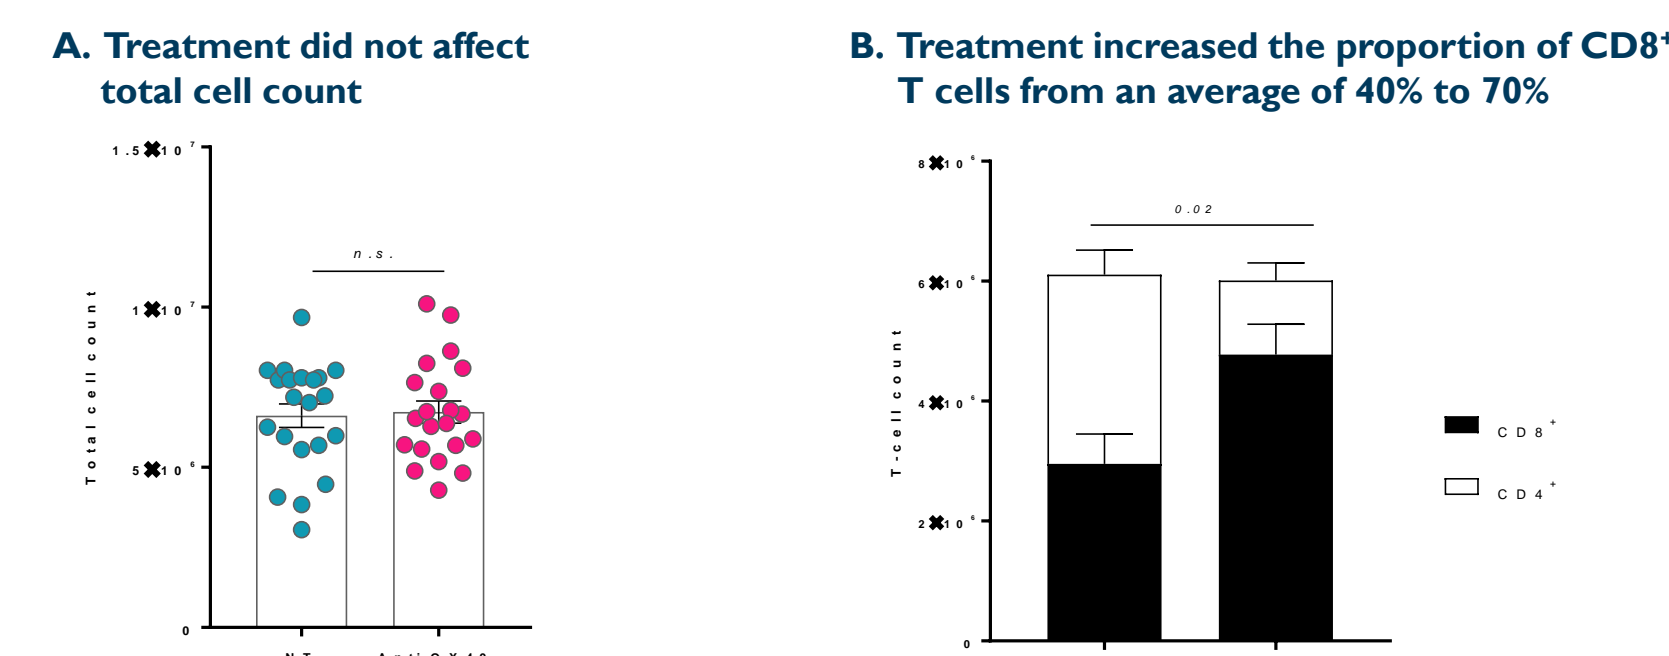 A. Treatment did not affect
total cell count
B. Treatment increased the proportion of CD8+
T cells from an average of 40% to 70%
1.5✖10⁷
1✖10⁷
5✖10⁶
0
Total cell count
n.s.
8✖10⁶
6✖10⁶
4✖10⁶
2✖10⁶
0
T-cell count
0.02
CD8+
CD4+